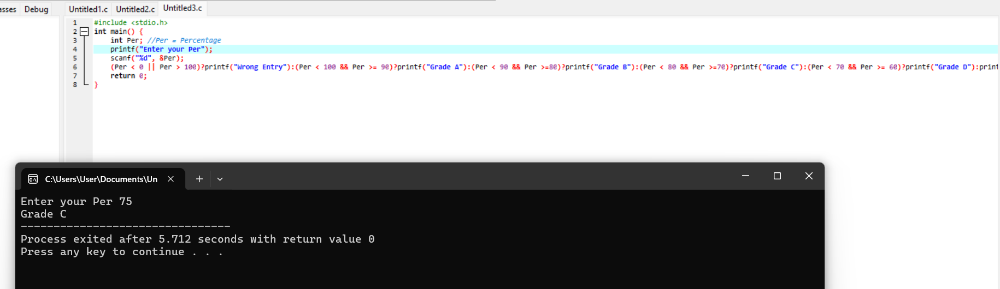 asses Debug Untitled1.c Untitled2.c Untitled3.c
1 #include <stdio.h>
2 int main() {
3 int Per; //Per = Percentage
4 printf("Enter your Per");
5 scanf("%d", &Per);
6 (Per < 0 || Per > 100)?printf("Wrong Entry"):(Per < 100 && Per >= 90)?printf("Grade A"):(Per < 90 && Per >=80)?printf("Grade B"):(Per < 80 && Per >=70)?printf("Grade C"):(Per < 70 && Per >= 60)?printf("Grade D"):print
7 return 0;
8 }
C:\Users\User\Documents\Un
Enter your Per 75
Grade C
--------------------------------
Process exited after 5.712 seconds with return value 0
Press any key to continue . . .